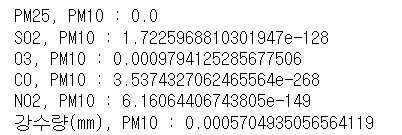 PM25, PM10 : 0.0
SO2, PM10 : 1.7225968810301947e-128
O3, PM10 : 0.0009794125285677506
CO, PM10 : 3.5374327062465564e-268
NO2, PM10 : 6.16064406743805e-149
강수량(mm), PM10 : 0.0005704935056564119